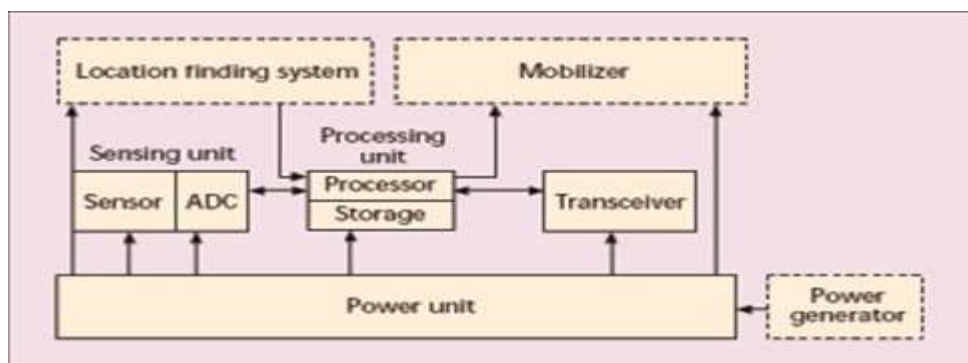 Location finding system
Mobilizer
Sensing unit
Processing
unit
Sensor
ADC
Processor
Storage
Transceiver
Power unit
Power
generator